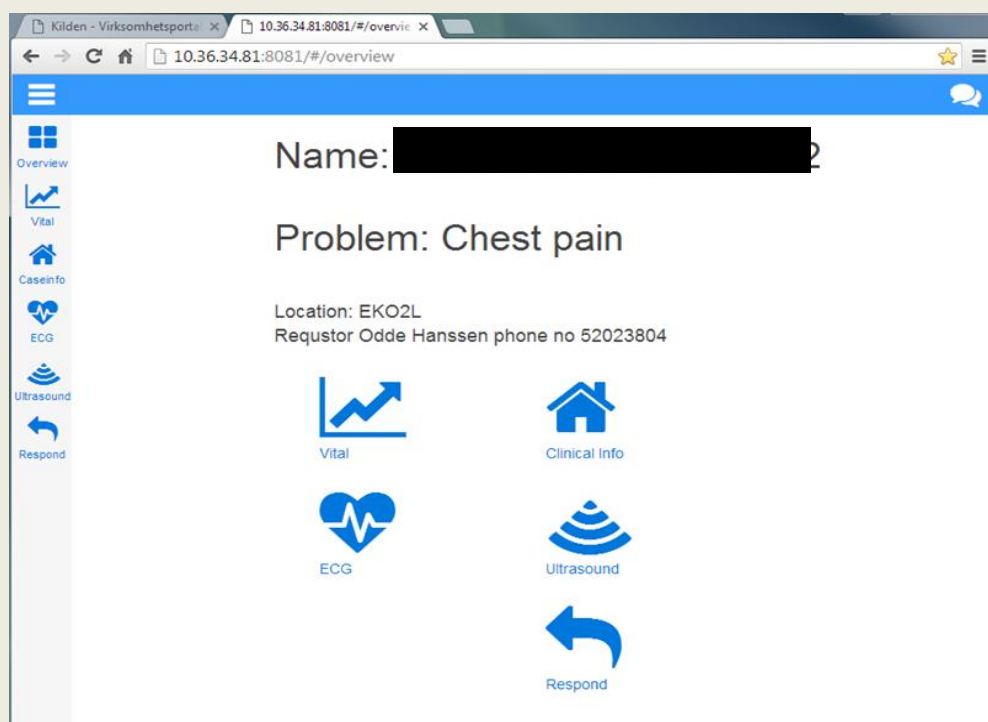 Kilden - Virksomhetsportal
10.36.34.81:8081/#/overvie
10.36.34.81:8081/#/overview
Overview
Vital
Caseinfo
ECG
Ultrasound
Respond
Name: 2
Problem: Chest pain
Location: EKO2L
Requstor Odde Hanssen phone no 52023804
Vital
Clinical Info
ECG
Ultrasound
Respond